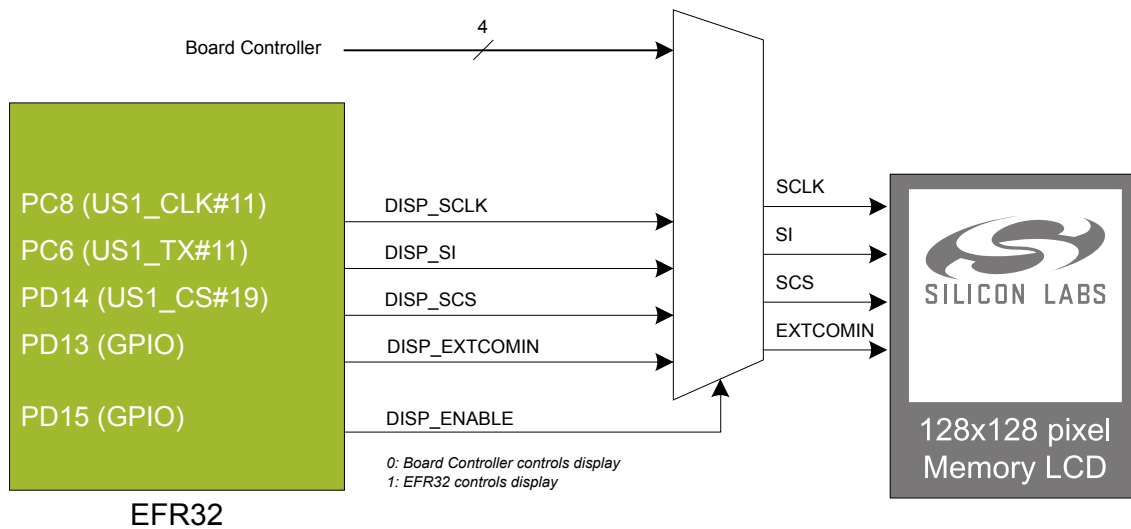 4
Board Controller
PC8 (US1_CLK#11)
PC6 (US1_TX#11)
PD14 (US1_CS#19)
PD13 (GPIO)
PD15 (GPIO)
EFR32
DISP_SCLK
DISP_SI
DISP_SCS
DISP_EXTCOMIN
DISP_ENABLE
0: Board Controller controls display
1: EFR32 controls display
SCLK
SI
SCS
EXTCOMIN
SILICON LABS
128x128 pixel
Memory LCD